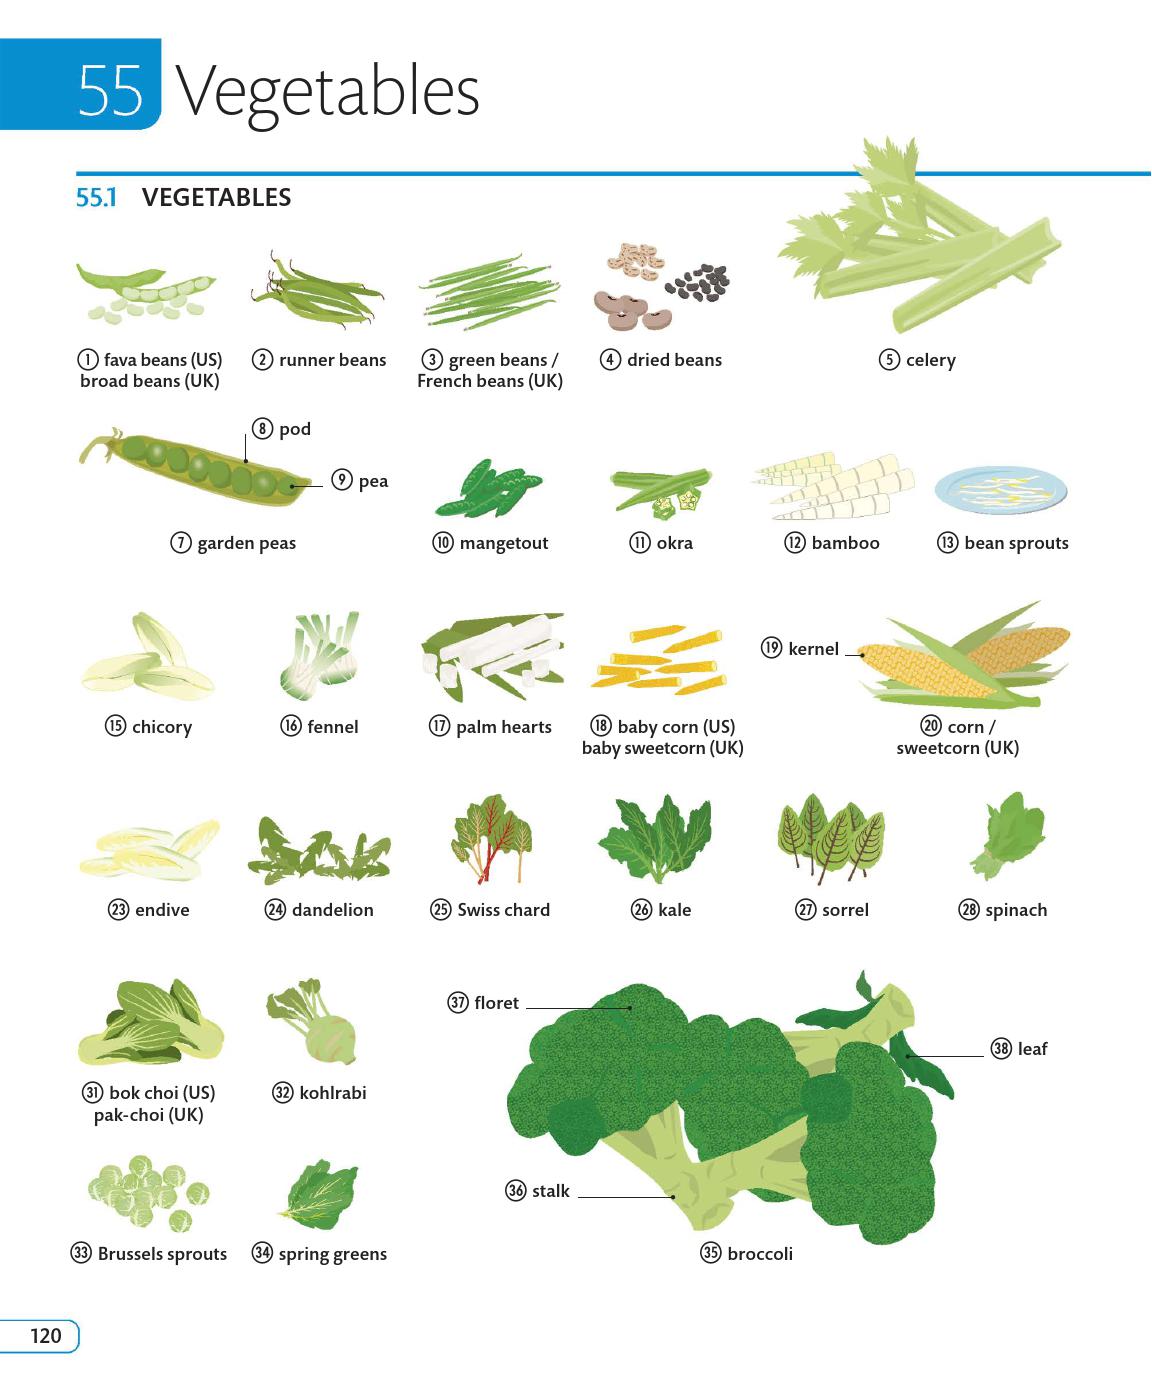 55 Vegetables
55.1 VEGETABLES
1 fava beans (US)
broad beans (UK)
2 runner beans
3 green beans /
French beans (UK)
4 dried beans
5 celery
8 pod
9 pea
7 garden peas
10 mangetout
11 okra
12 bamboo
13 bean sprouts
15 chicory
16 fennel
17 palm hearts
18 baby corn (US)
baby sweetcorn (UK)
19 kernel
20 corn /
sweetcorn (UK)
23 endive
24 dandelion
25 Swiss chard
26 kale
27 sorrel
28 spinach
31 bok choi (US)
pak-choi (UK)
32 kohlrabi
37 floret
38 leaf
36 stalk
33 Brussels sprouts
34 spring greens
35 broccoli
120